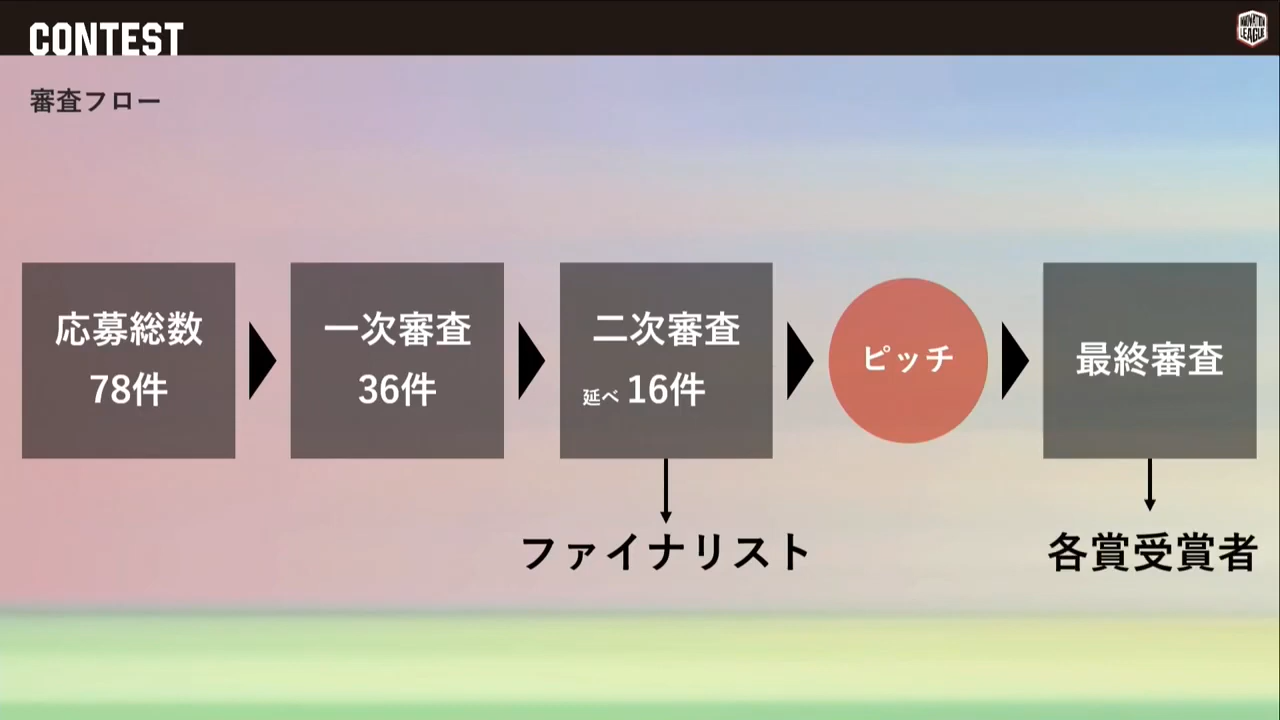 CONTEST
INNOVATION
LEAGUE
審査フロー
応募総数
78件
一次審査
36件
二次審査
延べ 16件
ピッチ
最終審査
ファイナリスト
各賞受賞者